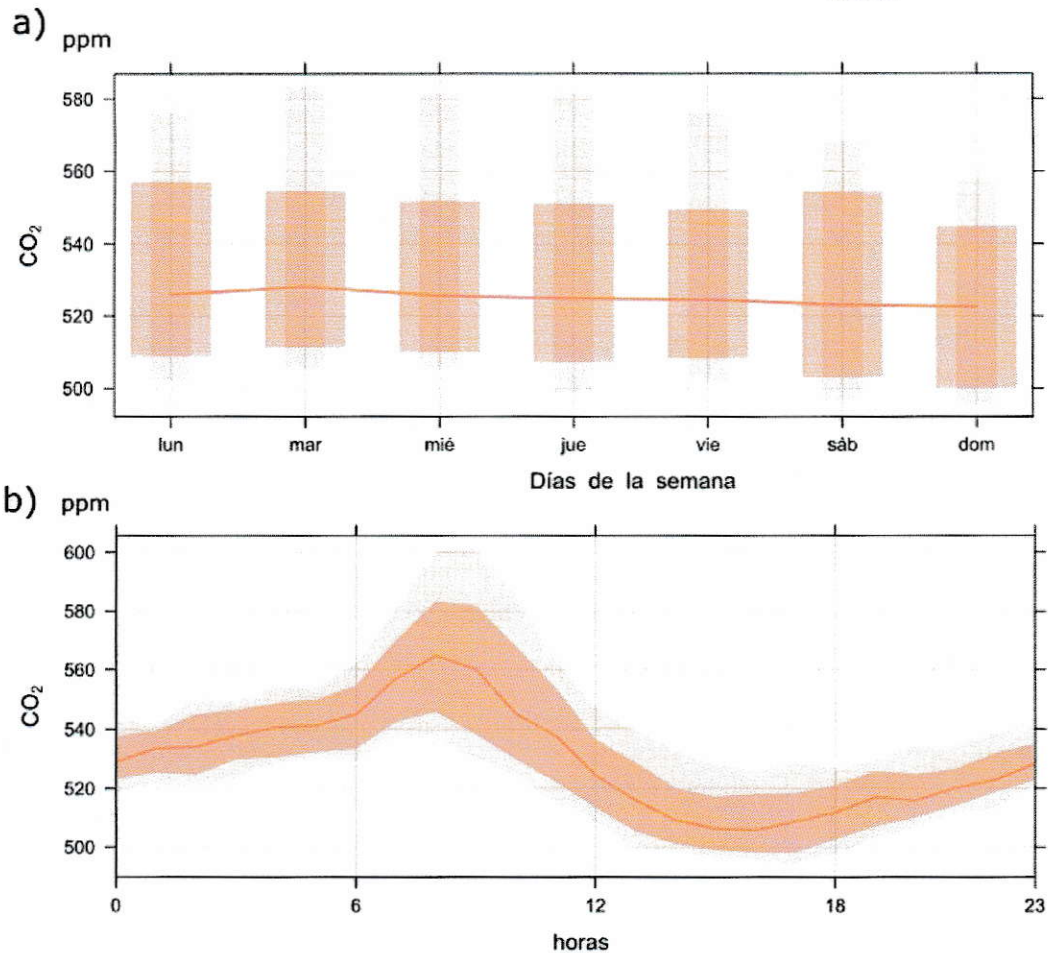 a)
ppm
580
560
540
520
500
CO₂
lun mar mié jue vie sáb dom
Días de la semana
b) ppm
600
580
560
540
520
500
CO₂
0 6 12 18 23
horas